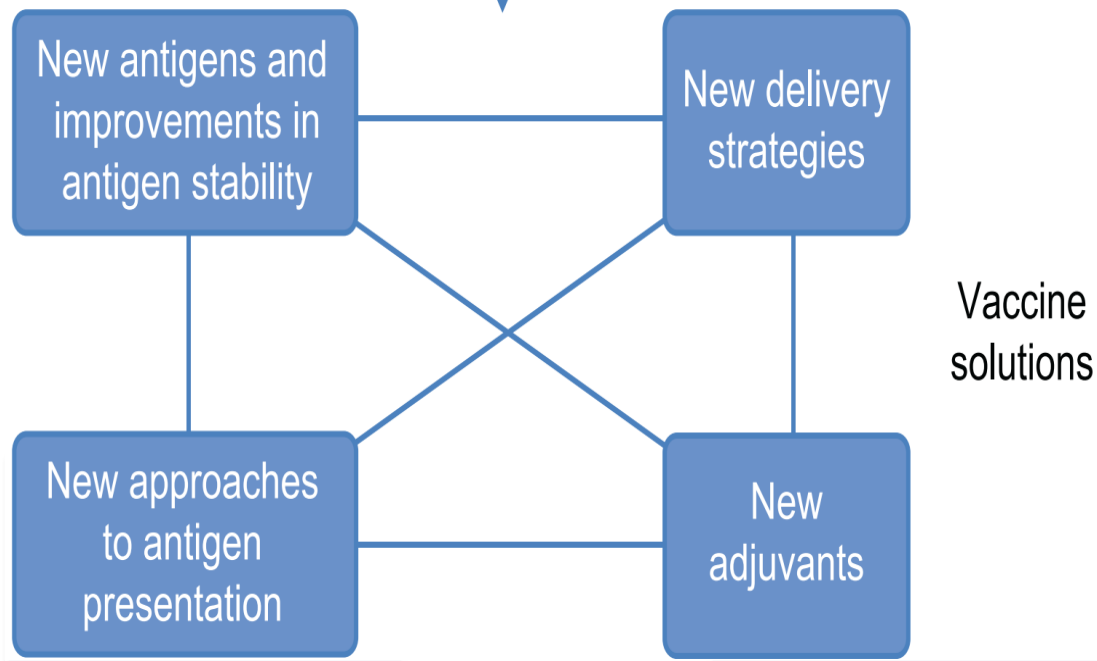 New antigens and
improvements in
antigen stability
New delivery
strategies
Vaccine
solutions
New approaches
to antigen
presentation
New
adjuvants